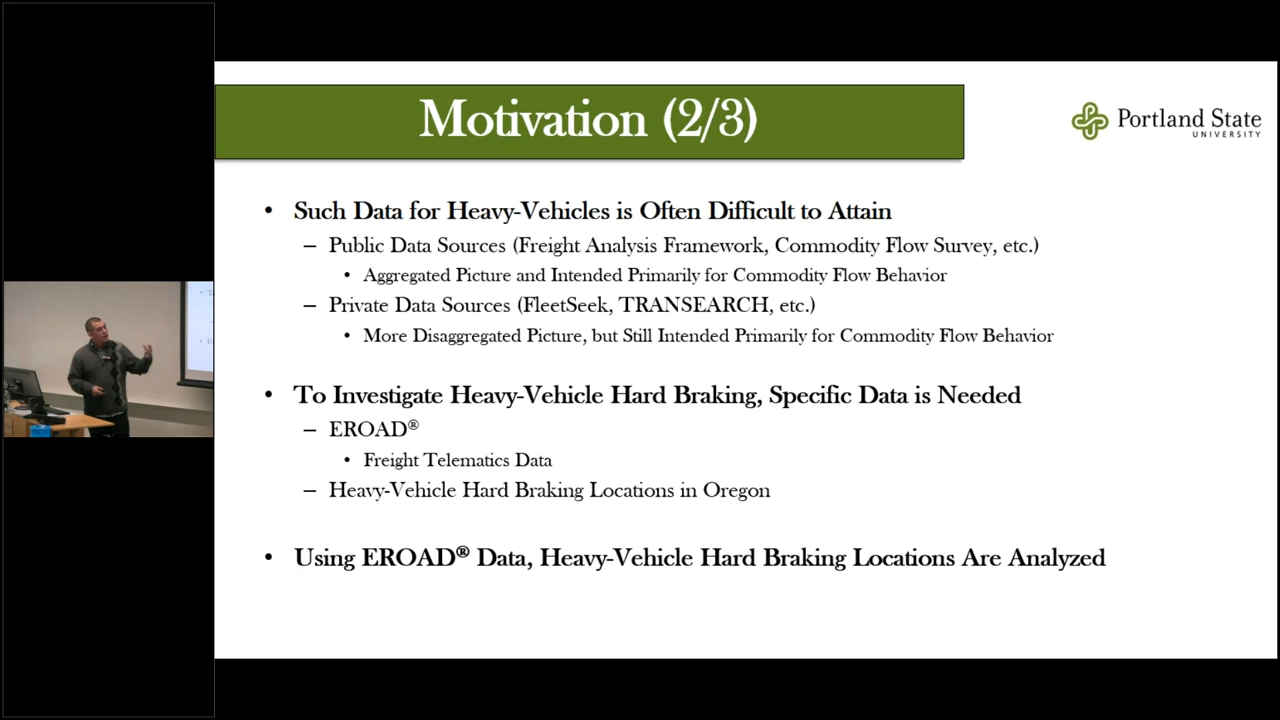 Motivation (2/3)
Portland State
UNIVERSITY
• Such Data for Heavy-Vehicles is Often Difficult to Attain
– Public Data Sources (Freight Analysis Framework, Commodity Flow Survey, etc.)
• Aggregated Picture and Intended Primarily for Commodity Flow Behavior
– Private Data Sources (FleetSeek, TRANSEARCH, etc.)
• More Disaggregated Picture, but Still Intended Primarily for Commodity Flow Behavior
• To Investigate Heavy-Vehicle Hard Braking, Specific Data is Needed
– EROAD®
• Freight Telematics Data
– Heavy-Vehicle Hard Braking Locations in Oregon
• Using EROAD® Data, Heavy-Vehicle Hard Braking Locations Are Analyzed